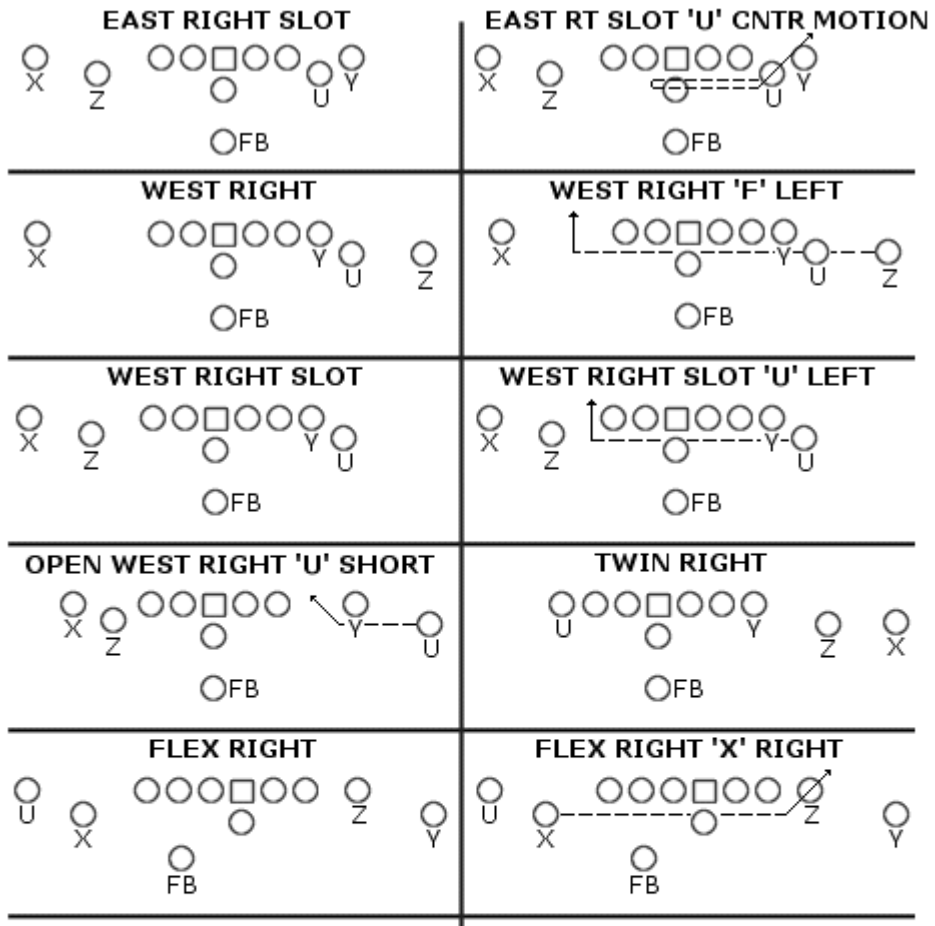 EAST RIGHT SLOT
X
Z
U
Y
FB
EAST RT SLOT 'U' CNTR MOTION
X
Z
U
Y
FB
WEST RIGHT
X
Y
U
Z
FB
WEST RIGHT 'F' LEFT
X
Y
U
Z
FB
WEST RIGHT SLOT
X
Z
Y
U
FB
WEST RIGHT SLOT 'U' LEFT
X
Z
Y
U
FB
OPEN WEST RIGHT 'U' SHORT
X
Z
Y
U
FB
TWIN RIGHT
U
Y
Z
X
FB
FLEX RIGHT
U
X
Z
Y
FB
FLEX RIGHT 'X' RIGHT
U
X
Z
Y
FB